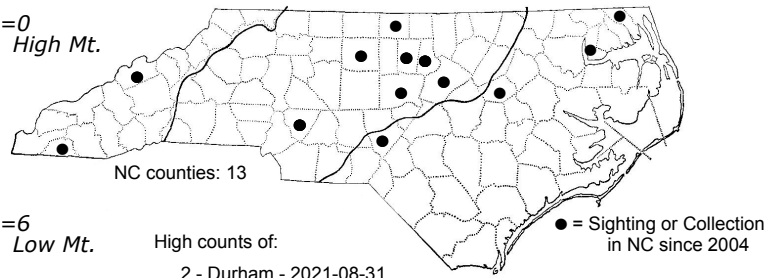 =0
High Mt.
NC counties: 13
=6
Low Mt.
High counts of:
2 - Durham - 2021-08-31
● = Sighting or Collection
in NC since 2004